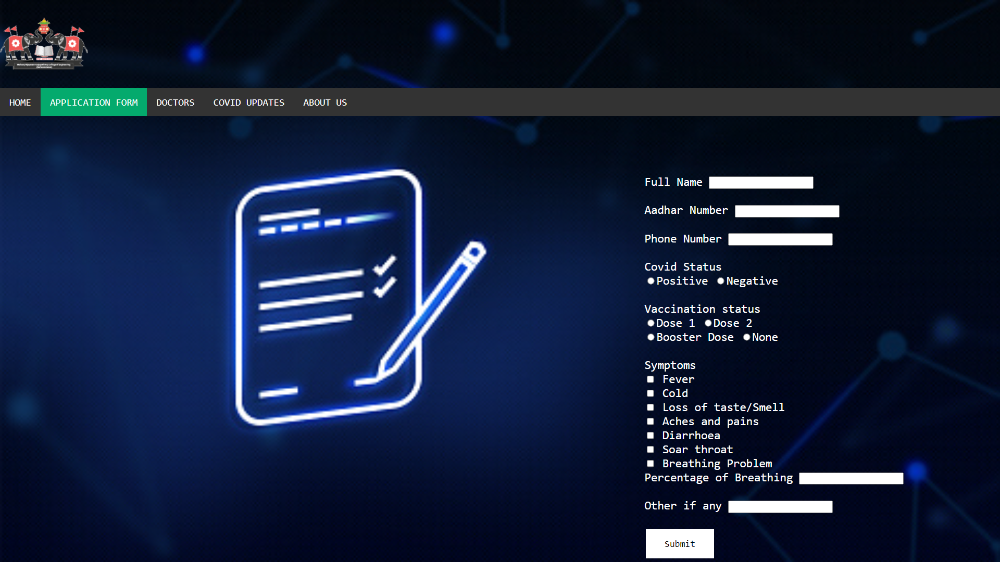 HOME APPLICATION FORM DOCTORS COVID UPDATES ABOUT US
Full Name
Aadhar Number
Phone Number
Covid Status
Positive Negative
Vaccination status
Dose 1 Dose 2
Booster Dose None
Symptoms
Fever
Cold
Loss of taste/Smell
Aches and pains
Diarrhoea
Soar throat
Breathing Problem
Percentage of Breathing
Other if any
Submit